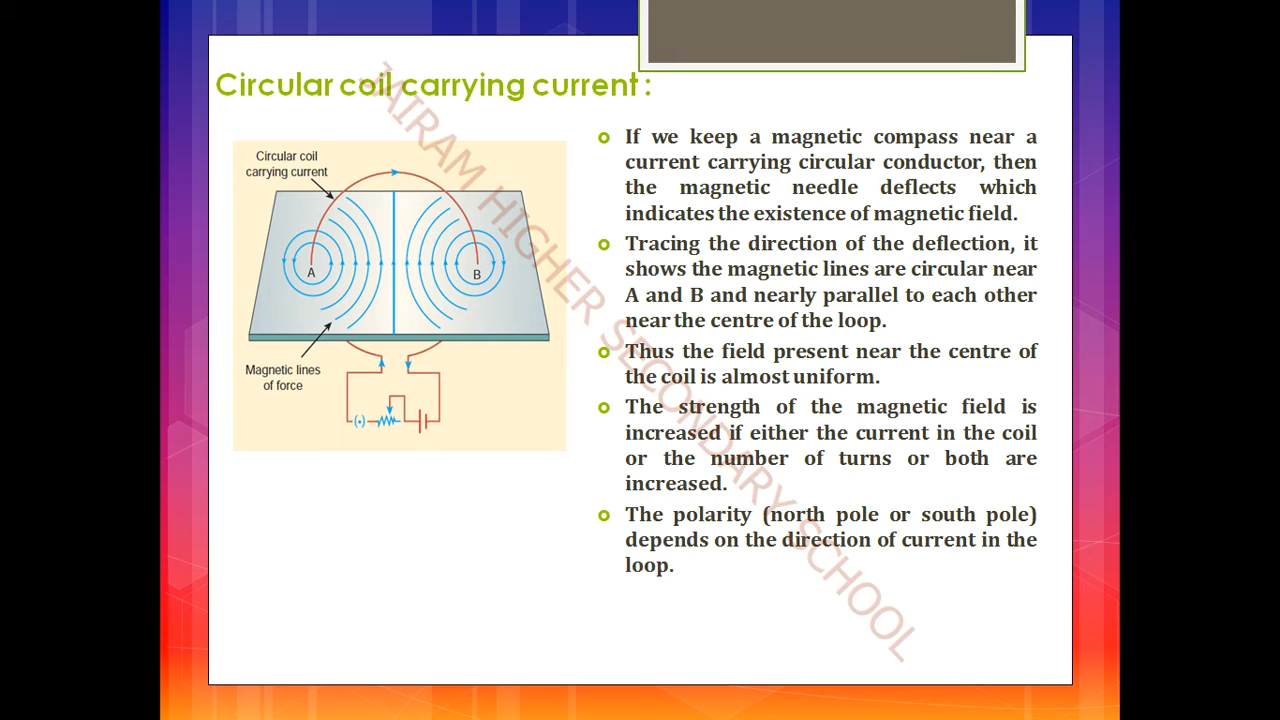 Circular coil carrying current :
Circular coil
carrying current
A
B
Magnetic lines
of force
If we keep a magnetic compass near a
current carrying circular conductor, then
the magnetic needle deflects which
indicates the existence of magnetic field.
Tracing the direction of the deflection, it
shows the magnetic lines are circular near
A and B and nearly parallel to each other
near the centre of the loop.
Thus the field present near the centre of
the coil is almost uniform.
The strength of the magnetic field is
increased if either the current in the coil
or the number of turns or both are
increased.
The polarity (north pole or south pole)
depends on the direction of current in the
loop.
JAIRAM HIGHER SECONDARY SCHOOL